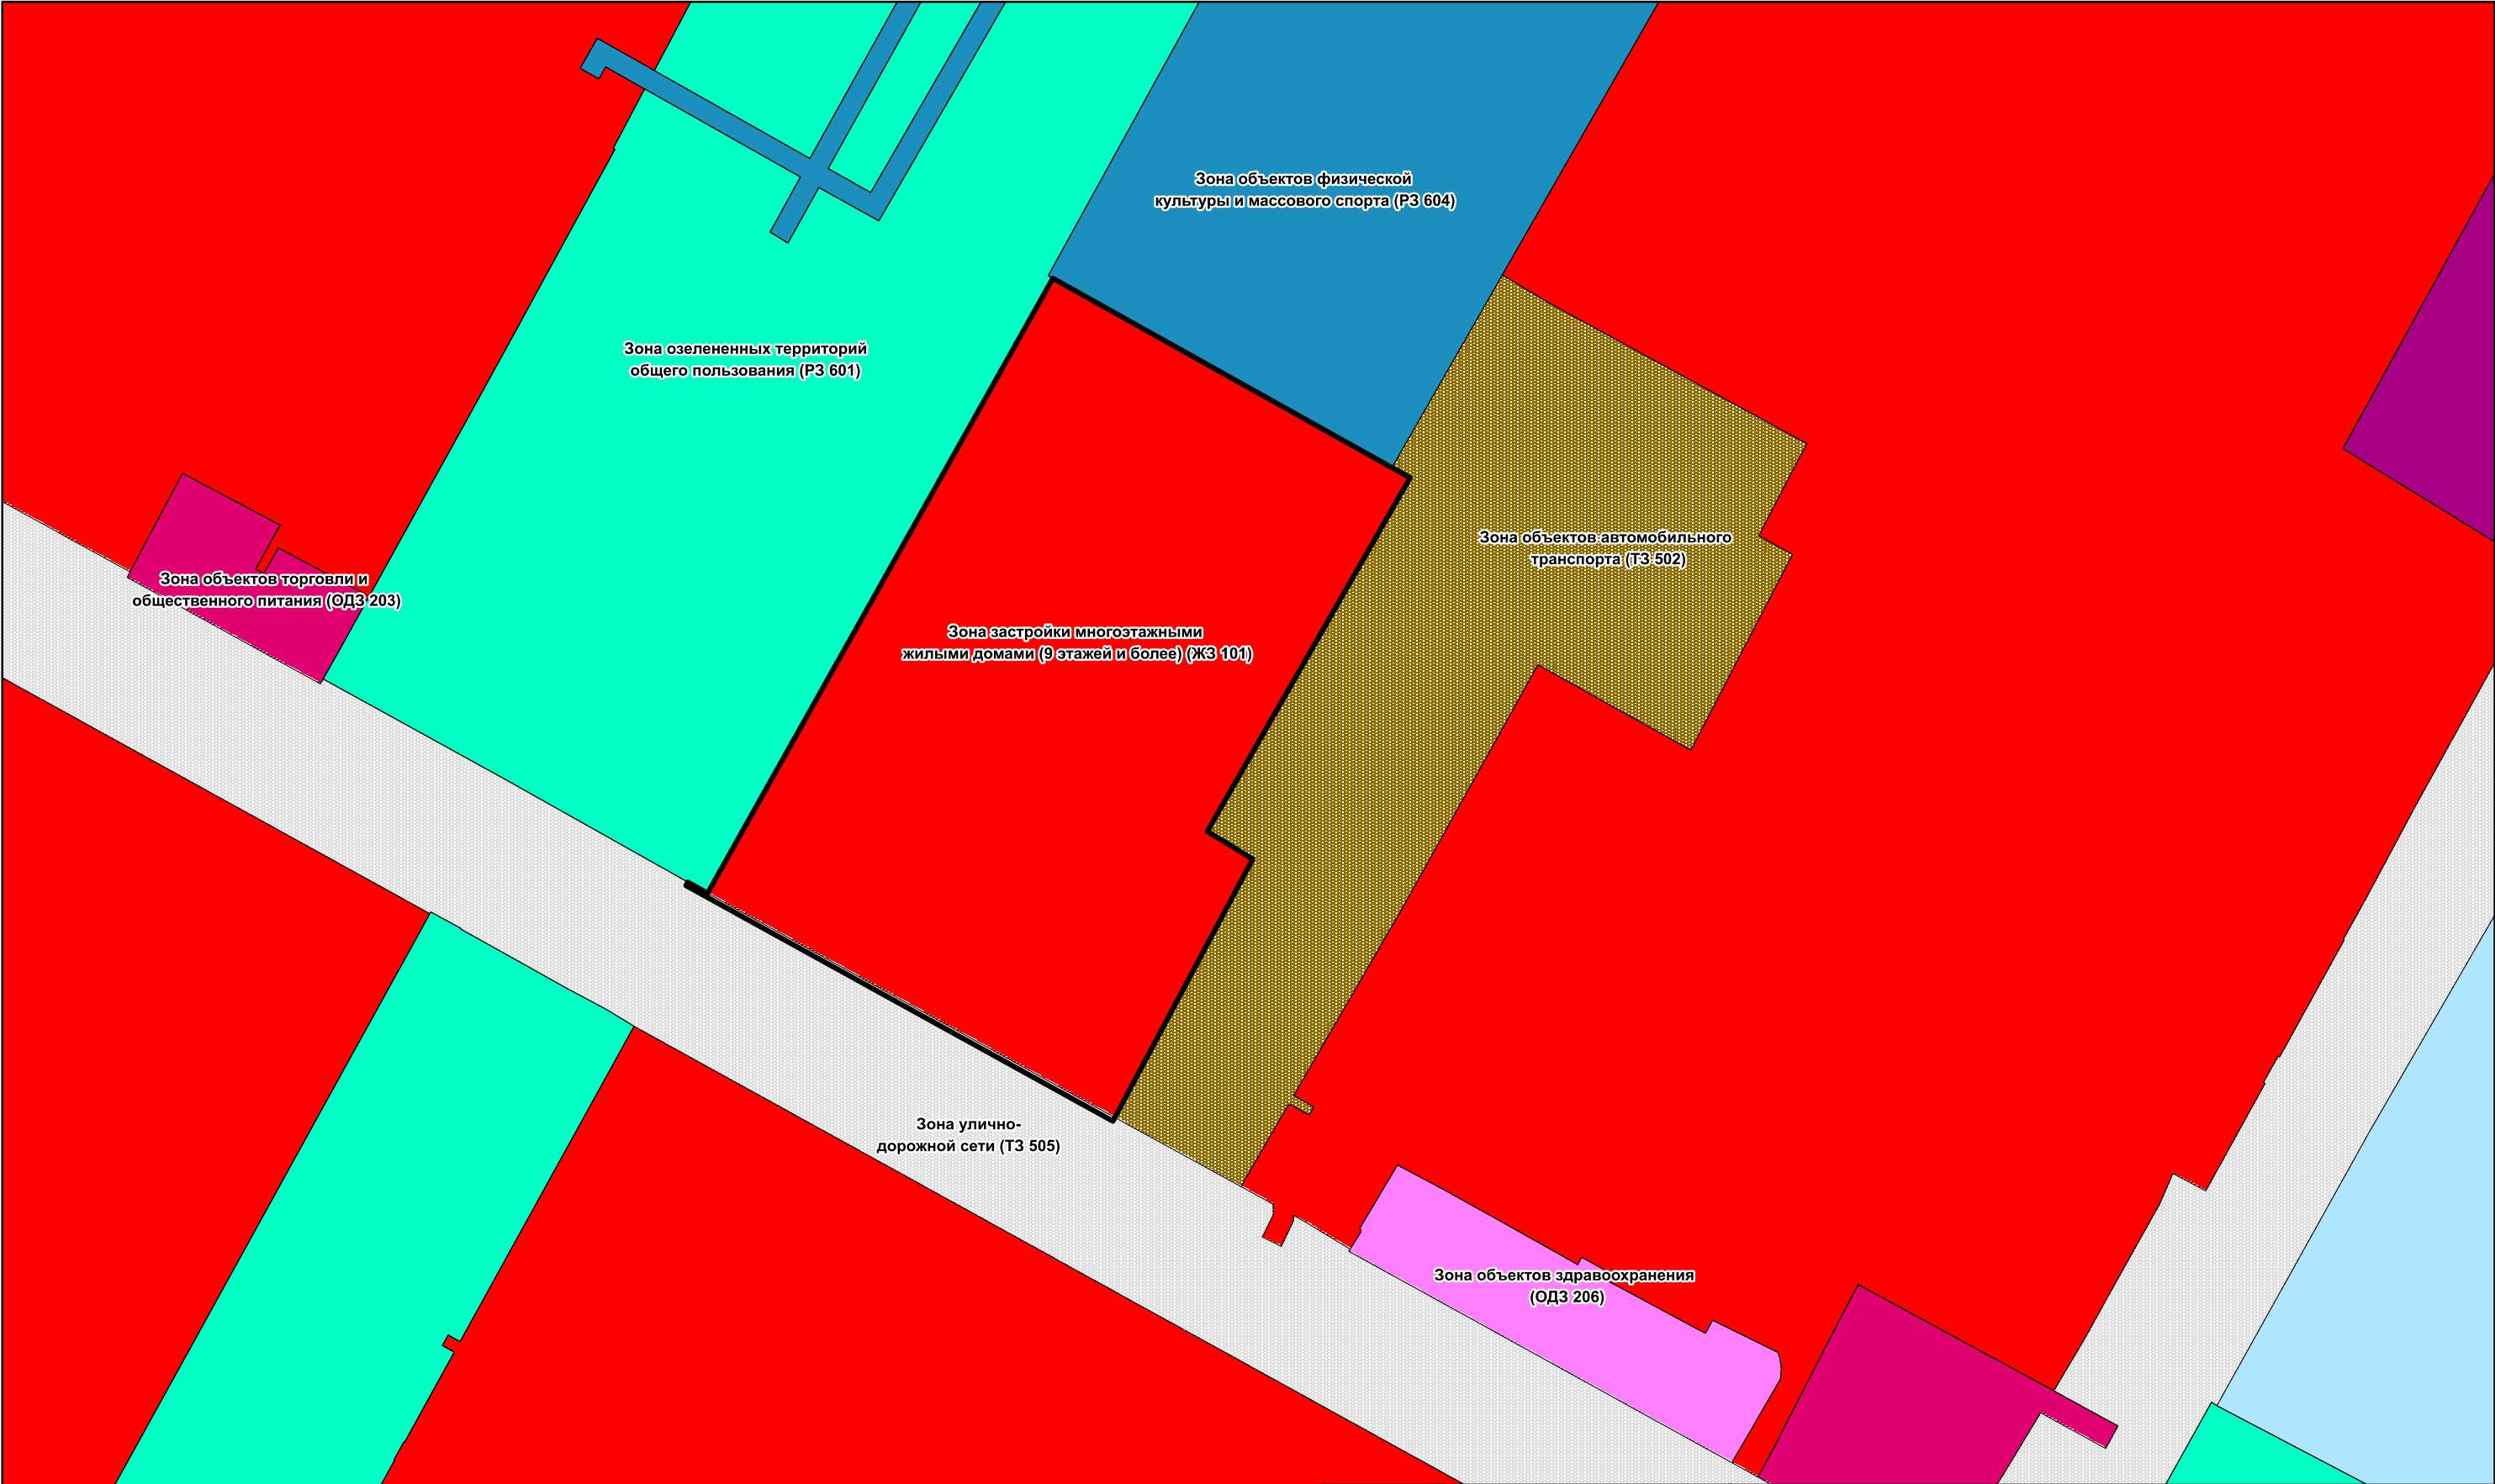 Зона объектов физической
культуры и массового спорта (РЗ 604)
Зона озелененных территорий
общего пользования (РЗ 601)
Зона объектов автомобильного
транспорта (ТЗ 502)
Зона объектов торговли и
общественного питания (ОДЗ 203)
Зона застройки многоэтажными
жилыми домами (9 этажей и более) (ЖЗ 101)
Зона улично-
дорожной сети (ТЗ 505)
Зона объектов здравоохранения
(ОДЗ 206)